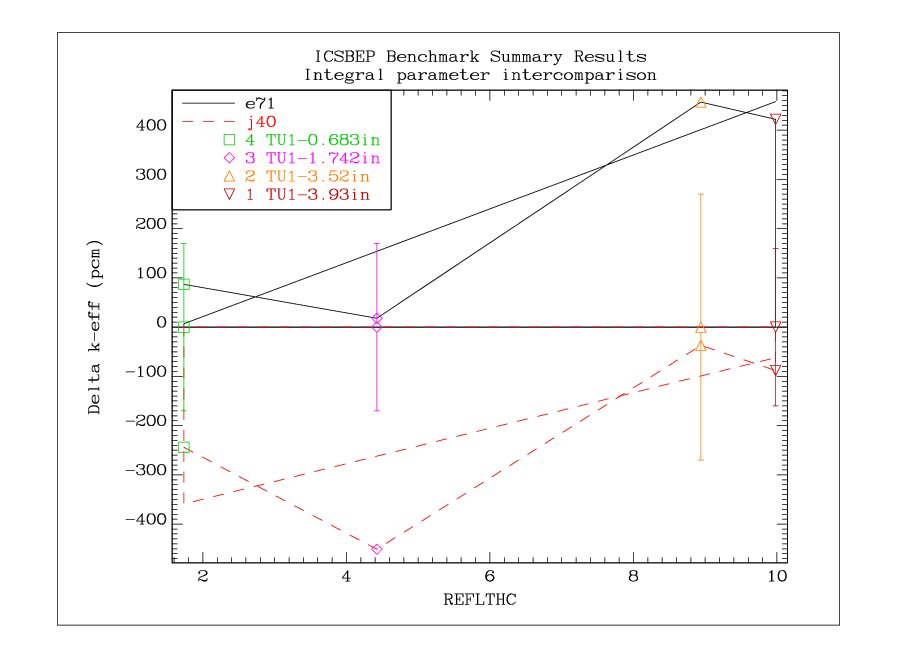 ICSBEP Benchmark Summary Results
Integral parameter intercomparison
e71
j40
4 TU1-0.683in
3 TU1-1.742in
2 TU1-3.52in
1 TU1-3.93in
400
300
200
100
0
-100
-200
-300
-400
Delta k-eff (pcm)
2 4 6 8 10
REFLTHC